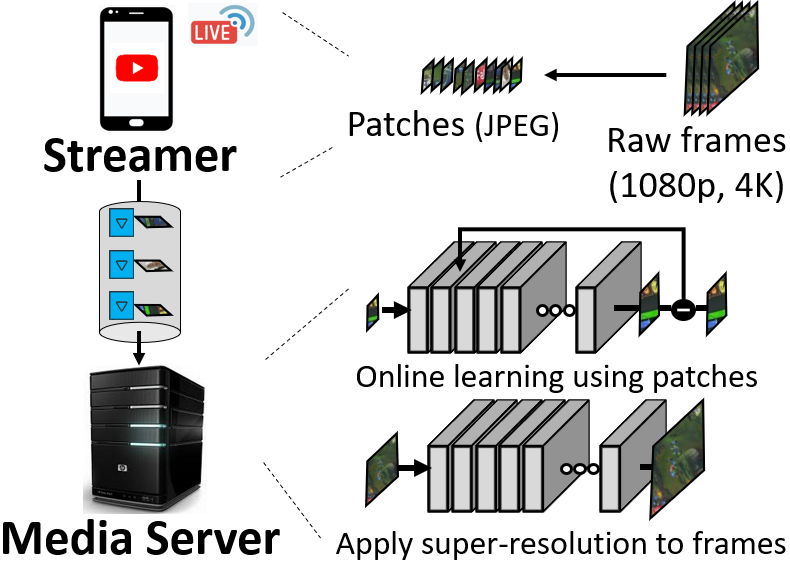 LIVE
Streamer
Patches (JPEG)
Raw frames
(1080p, 4K)
Online learning using patches
hp
Media Server
Apply super-resolution to frames